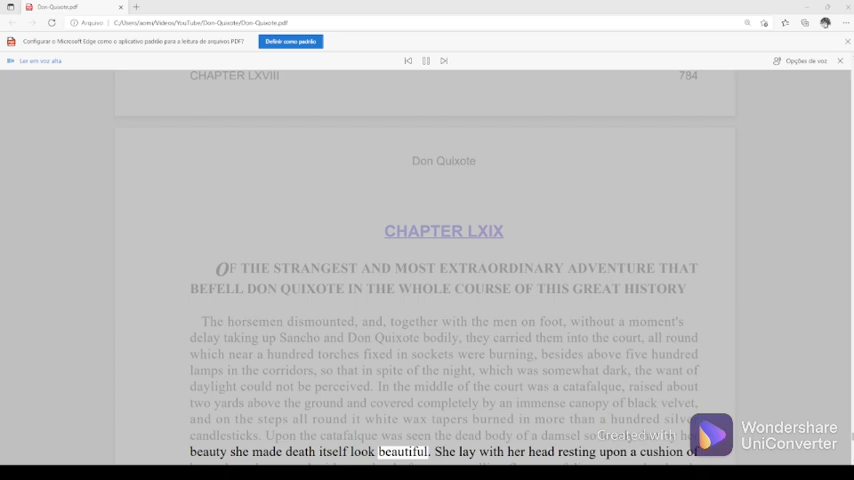 Don-Quixote.pdf
Arquivo
C:/Users/xores/Videos/YouTube/Don-Quixote/Don-Quixote.pdf
Configurar o Microsoft Edge como o aplicativo padrão para a leitura de arquivos PDF?
Definir como padrão
Ler em voz alta
Opções de voz
CHAPTER LXVIII
784
Don Quixote
CHAPTER LXIX
OF THE STRANGEST AND MOST EXTRAORDINARY ADVENTURE THAT
BEFELL DON QUIXOTE IN THE WHOLE COURSE OF THIS GREAT HISTORY
The horsemen dismounted, and, together with the men on foot, without a moment's
delay taking up Sancho and Don Quixote bodily, they carried them into the court, all round
which near a hundred torches fixed in sockets were burning, besides above five hundred
lamps in the corridors, so that in spite of the night, which was somewhat dark, the want of
daylight could not be perceived. In the middle of the court was a catafalque, raised about
two yards above the ground and covered completely by an immense canopy of black velvet,
and on the steps all round it white wax tapers burned in more than a hundred silver
candlesticks. Upon the catafalque was seen the dead body of a damsel so
beauty she made death itself look beautiful. She lay with her head resting upon a cushion of
Created with
Wondershare
UniConverter